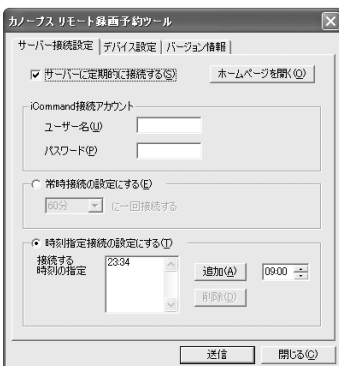 カノープス リモート録画予約ツール
サーバー接続設定 デバイス設定 バージョン情報
サーバーに定期的に接続する(S) ホームページを開く(O)
iCommand接続アカウント
ユーザー名(U)
パスワード(P)
常時接続の設定にする(E)
60分 に一回接続する
時刻指定接続の設定にする(T)
接続する
時刻の指定
23:34
追加(A) 09:00
削除(D)
送信 閉じる(C)